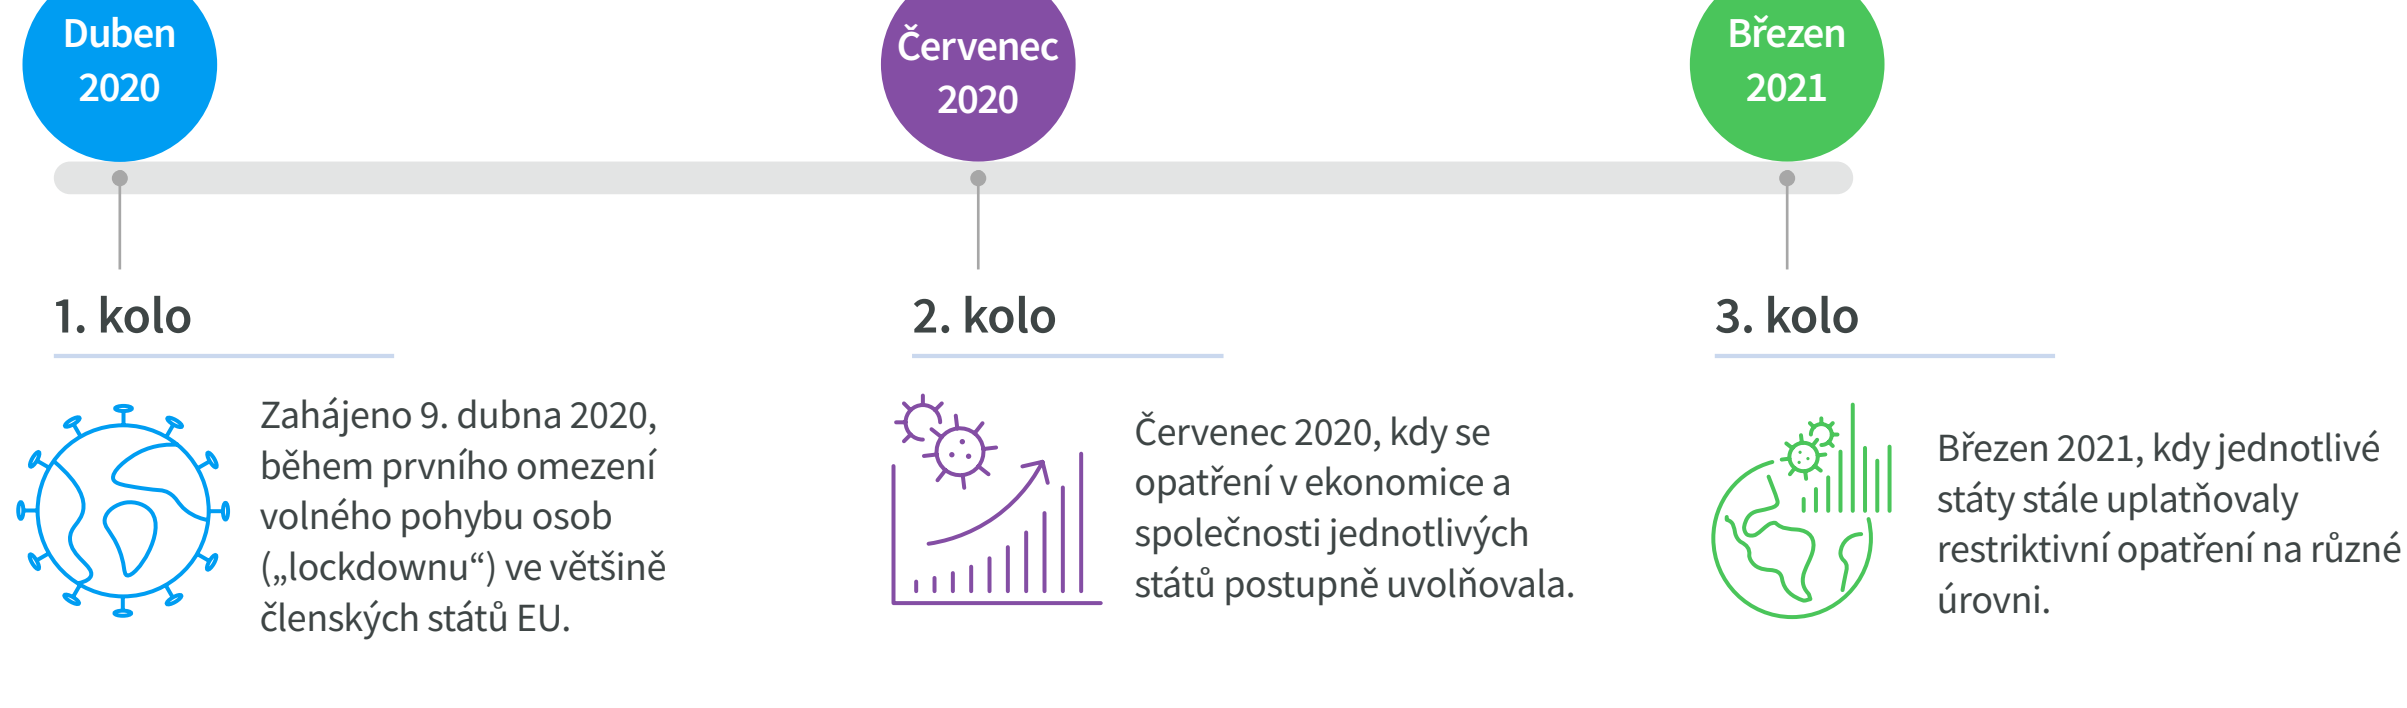 Duben
2020
Červenec
2020
Březen
2021
1. kolo
Zahájeno 9. dubna 2020,
během prvního omezení
volného pohybu osob
(„lockdownu“) ve většině
členských států EU.
2. kolo
Červenec 2020, kdy se
opatření v ekonomice a
společnosti jednotlivých
států postupně uvolňovala.
3. kolo
Březen 2021, kdy jednotlivé
státy stále uplatňovaly
restriktivní opatření na různé
úrovni.